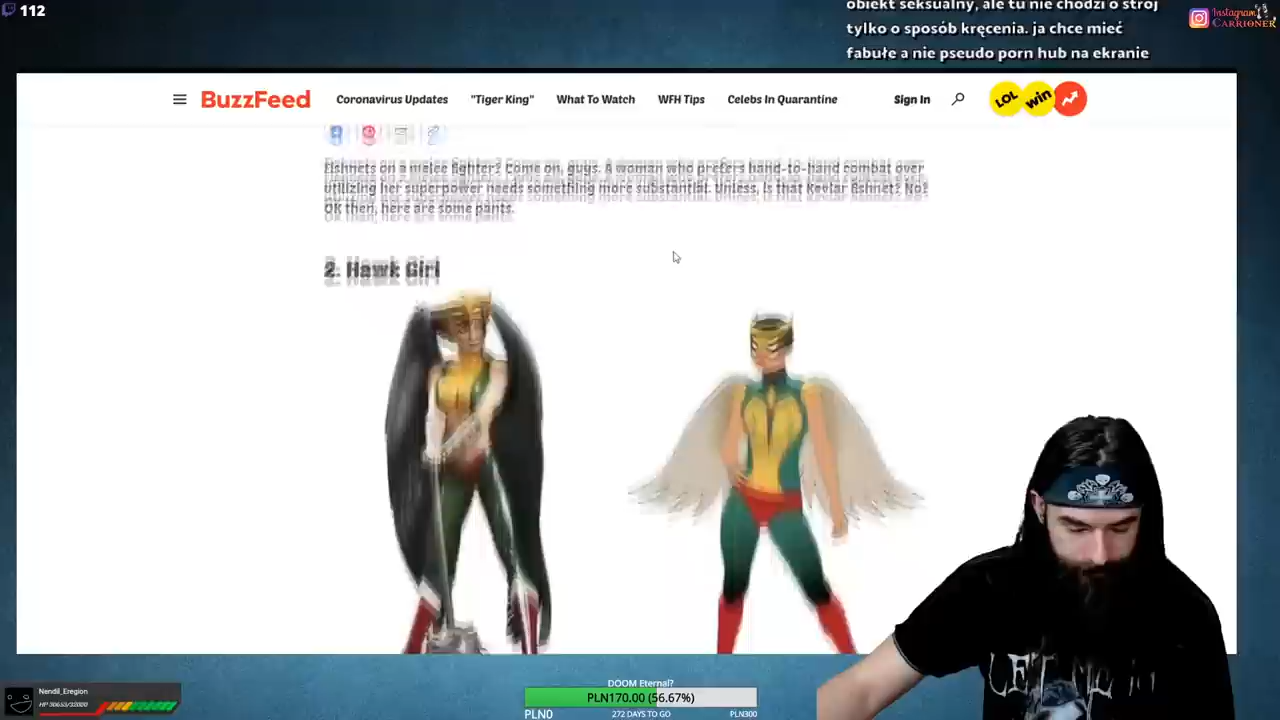 112
obiekt seksualny, ale tu nie chodzi o strój
tylko o sposób kręcenia. ja chce mieć
fabułe a nie pseudo porn hub na ekranie
Instagram
CARRIONER
BuzzFeed
Coronavirus Updates
"Tiger King"
What To Watch
WFH Tips
Celebs In Quarantine
Sign In
LOL
win
Fishnets on a melee fighter? Come on, guys. A woman who prefers hand-to-hand combat over
utilizing her superpower needs something more substantial. Unless, is that Kevlar fishnet? No?
OK then, here are some pants.
2. Hawk Girl
Nendil_Eregion
DOOM Eternal?
PLN170.00 (56.67%)
PLN0
272 DAYS TO GO
PLN300